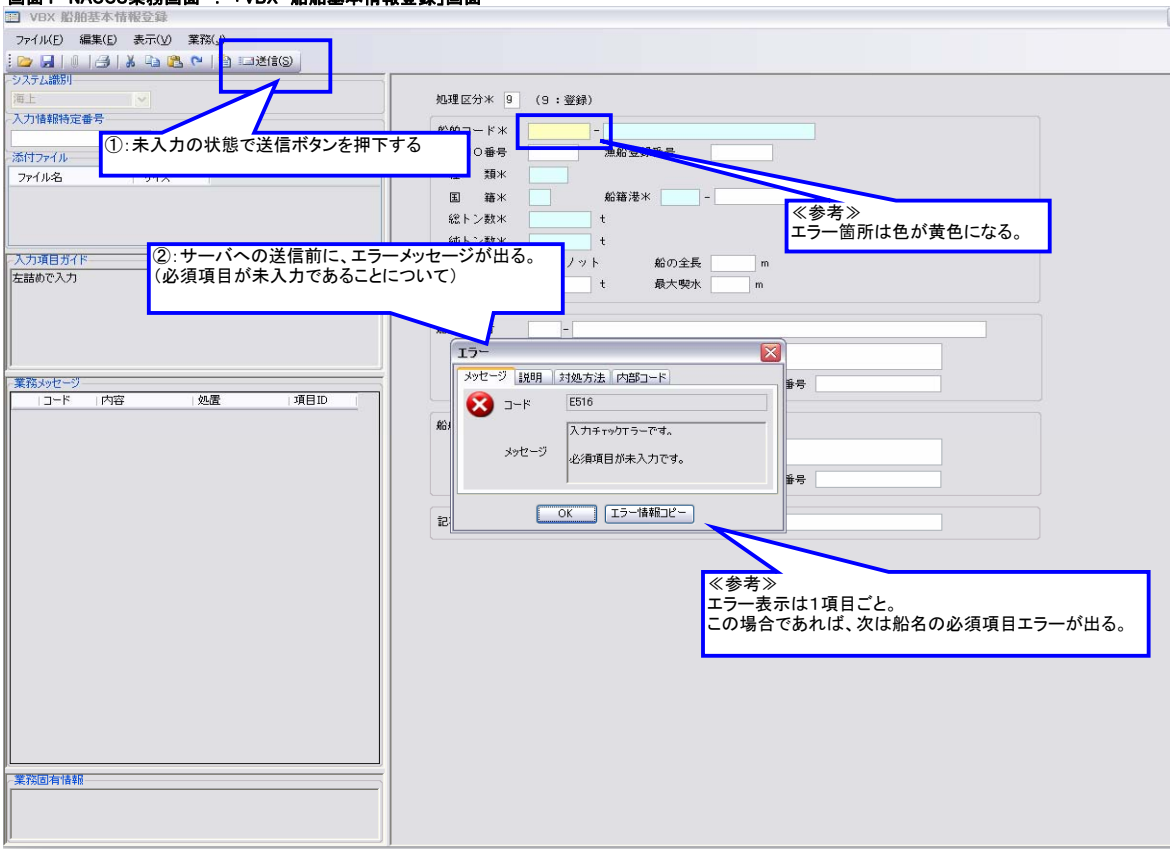 VBX 船舶基本情報登録
ファイル(F) 編集(E) 表示(V) 業務(J)
送信(S)
システム識別
海上
入力情報特定番号
添付ファイル
ファイル名 サイズ
入力項目ガイド
左詰めで入力
業務メッセージ
コード 内容 処置 項目ID
業務固有情報
処理区分※ 9 (9:登録)
船舶コード※ -
O番号 漁船登録番号
類※
国 籍※ 船籍港※ -
総トン数※ t
純トン数※ t
ノット 船の全長 m
t 最大喫水 m
-
番号
番号
①:未入力の状態で送信ボタンを押下する
②:サーバへの送信前に、エラーメッセージが出る。
(必須項目が未入力であることについて)
≪参考≫
エラー箇所は色が黄色になる。
エラー
メッセージ 説明 対処方法 内部コード
コード E516
メッセージ
入力チェックエラーです。
必須項目が未入力です。
OK エラー情報コピー
≪参考≫
エラー表示は1項目ごと。
この場合であれば、次は船名の必須項目エラーが出る。